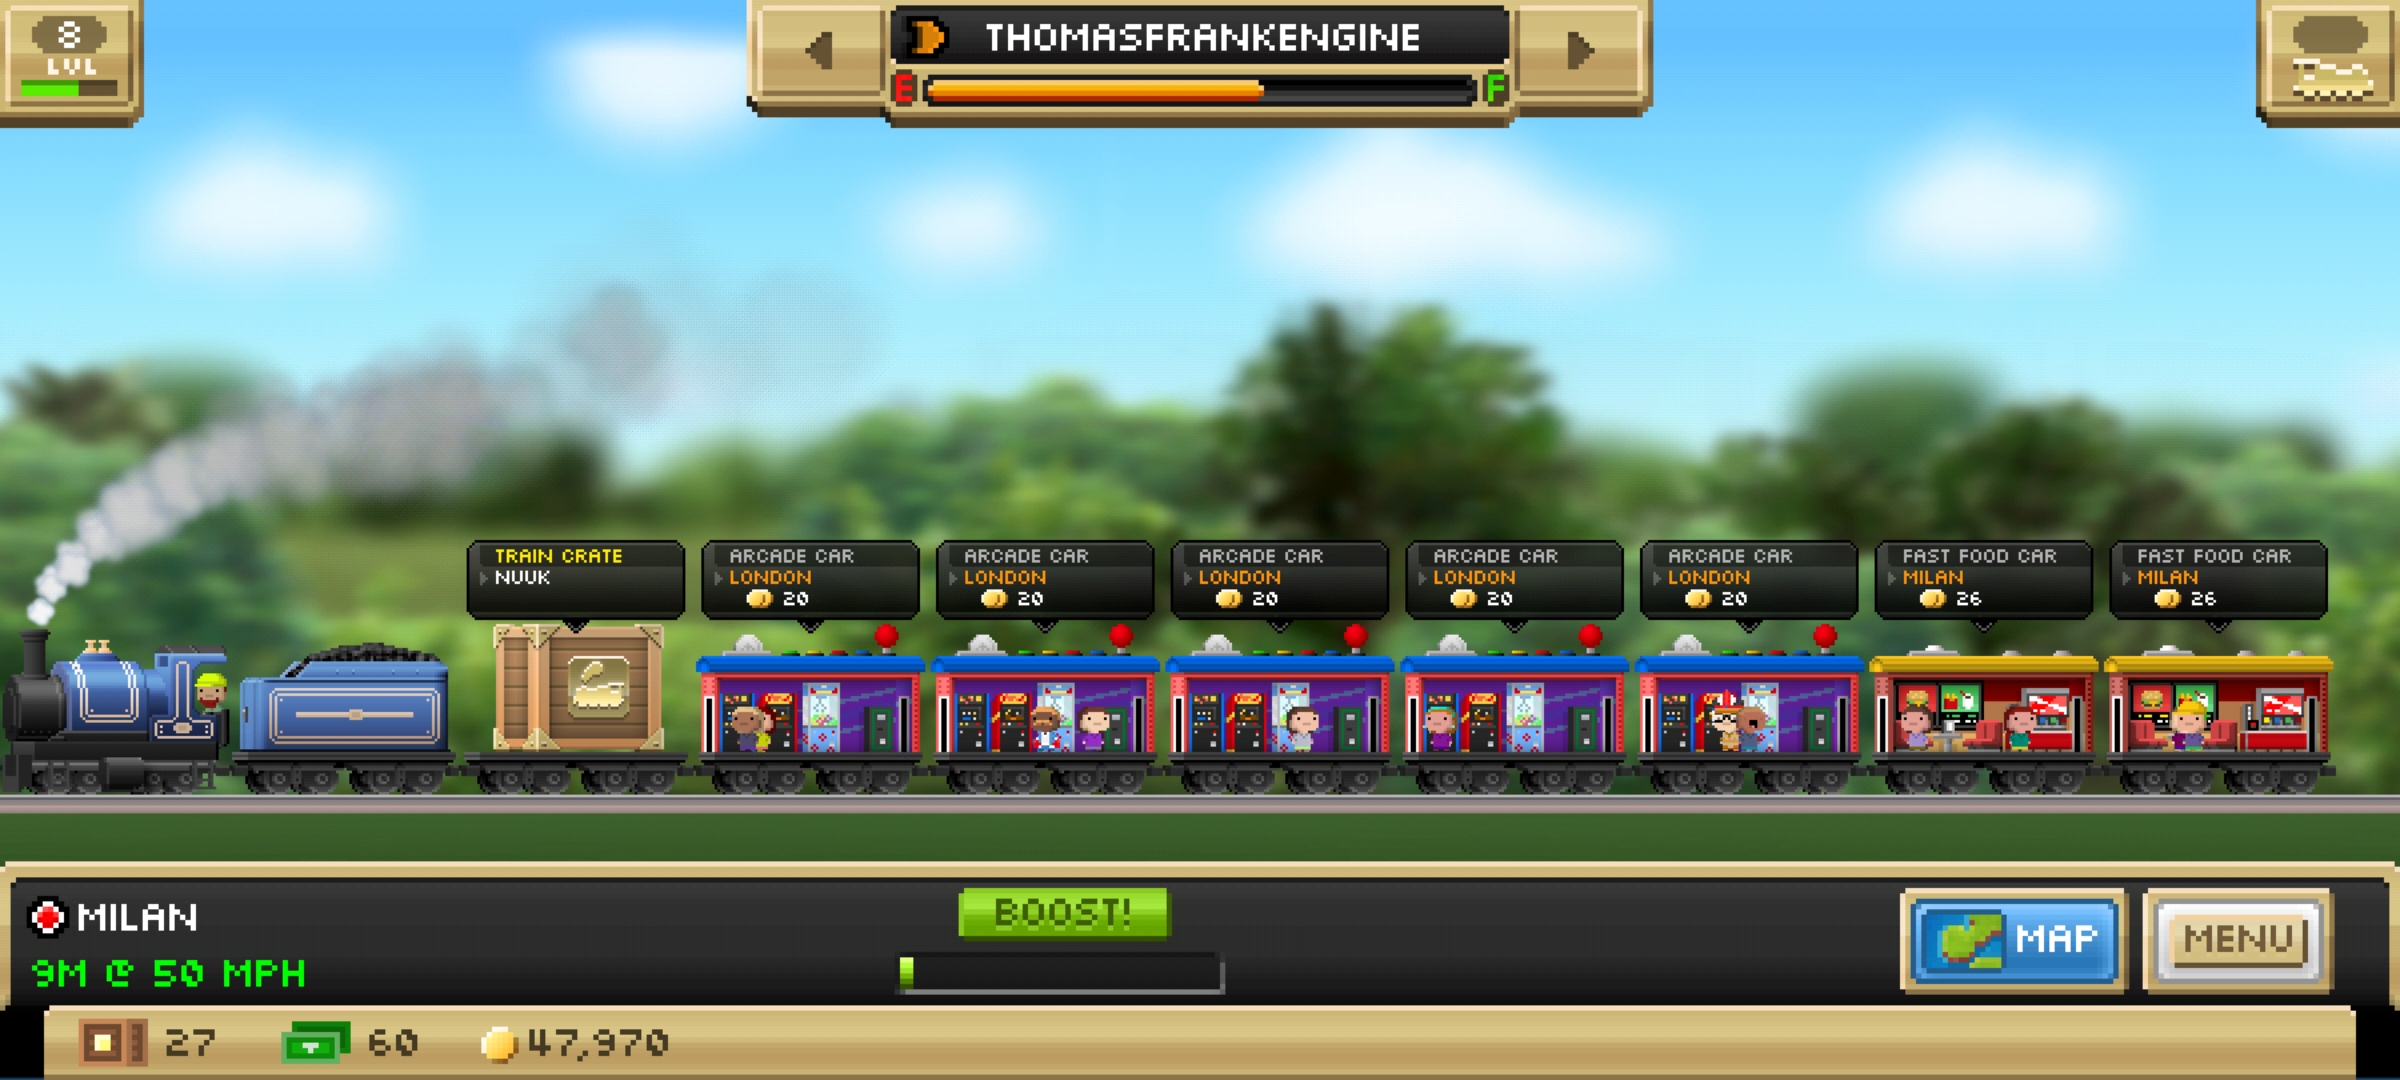 8
LVL
THOMASFRANKENGINE
E F
TRAIN CRATE
NUUK
ARCADE CAR
LONDON
20
ARCADE CAR
LONDON
20
ARCADE CAR
LONDON
20
ARCADE CAR
LONDON
20
ARCADE CAR
LONDON
20
FAST FOOD CAR
MILAN
26
FAST FOOD CAR
MILAN
26
MILAN
9M @ 50 MPH
BOOST!
MAP
MENU
27
60
47,970